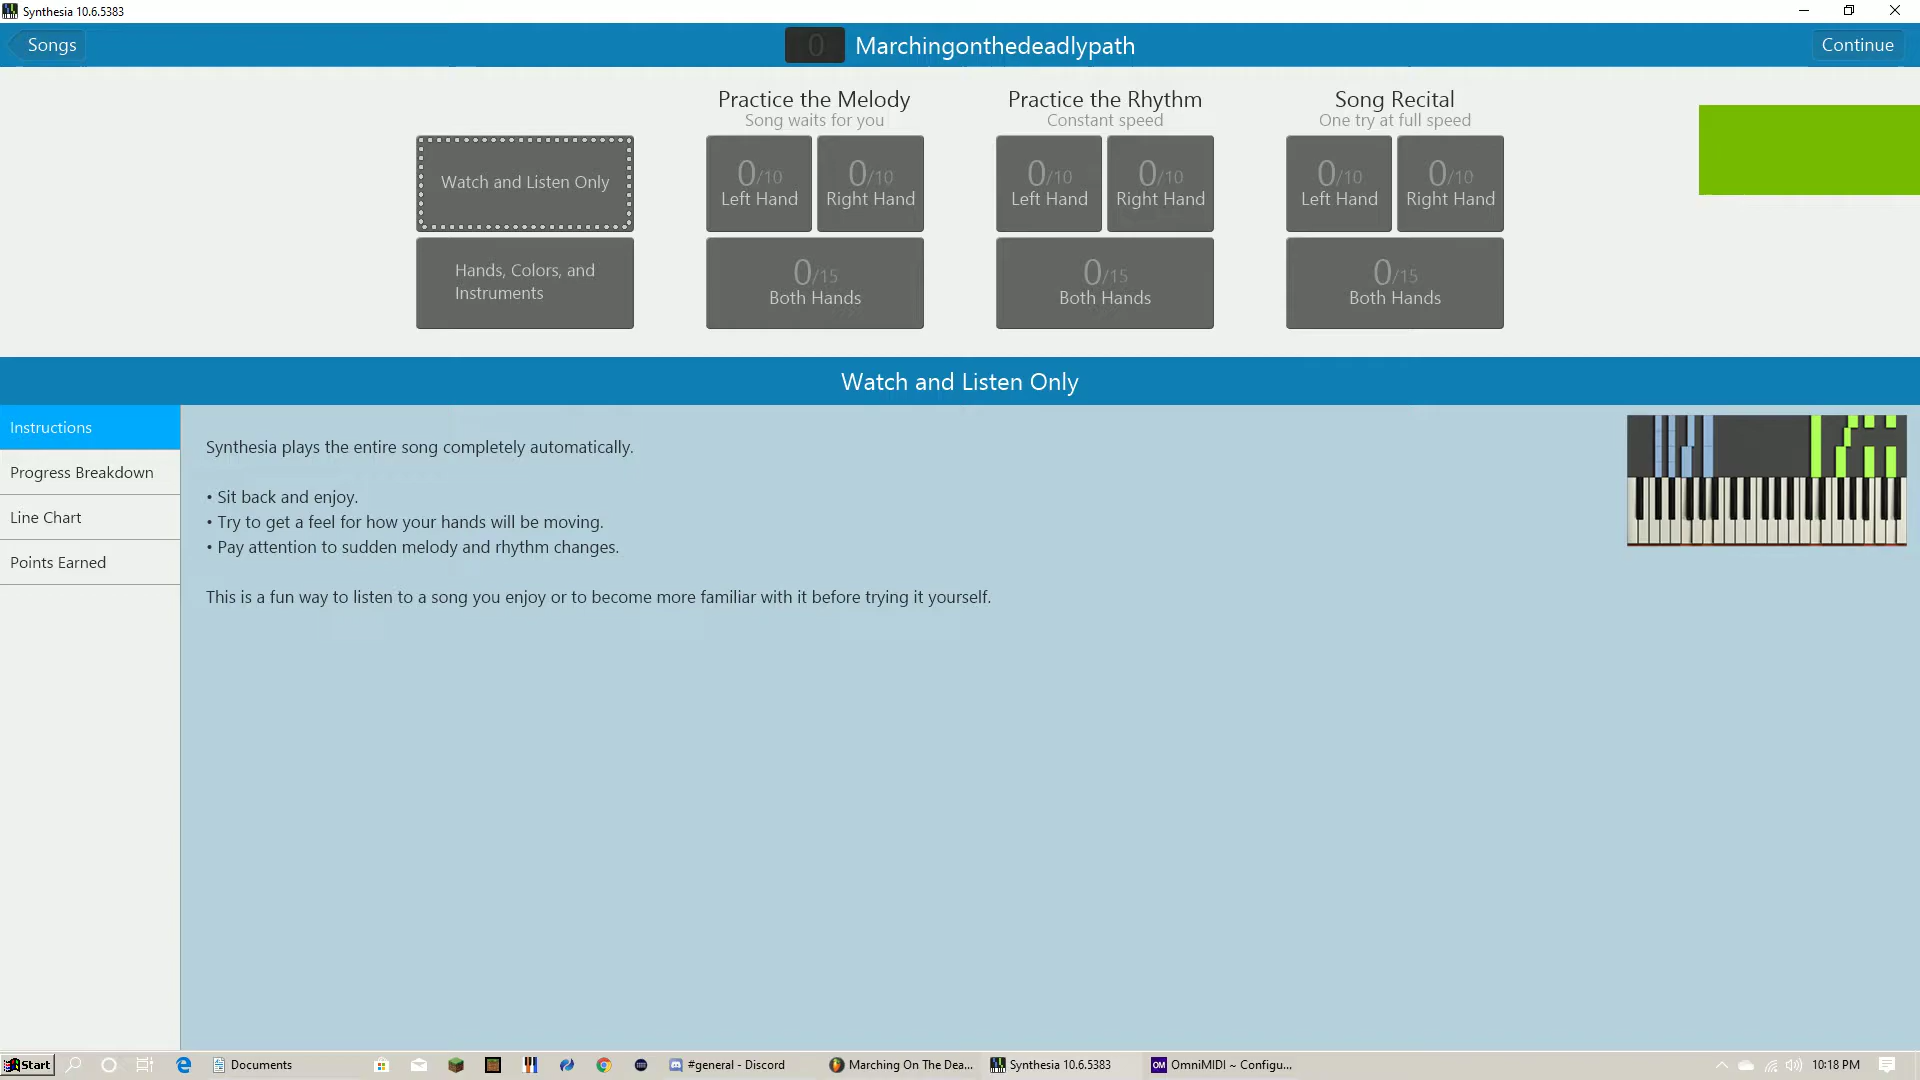 Synthesia 10.6.5383
Songs
0
Marchingonthedeadlypath
Continue
Practice the Melody
Song waits for you
Practice the Rhythm
Constant speed
Song Recital
One try at full speed
Watch and Listen Only
0/10
Left Hand
0/10
Right Hand
0/10
Left Hand
0/10
Right Hand
0/10
Left Hand
0/10
Right Hand
Hands, Colors, and
Instruments
0/15
Both Hands
0/15
Both Hands
0/15
Both Hands
Watch and Listen Only
Instructions
Progress Breakdown
Line Chart
Points Earned
Synthesia plays the entire song completely automatically.
• Sit back and enjoy.
• Try to get a feel for how your hands will be moving.
• Pay attention to sudden melody and rhythm changes.
This is a fun way to listen to a song you enjoy or to become more familiar with it before trying it yourself.
Start
Documents
#general - Discord
Marching On The Dea...
Synthesia 10.6.5383
OM
OmniMIDI ~ Configu...
10:18 PM